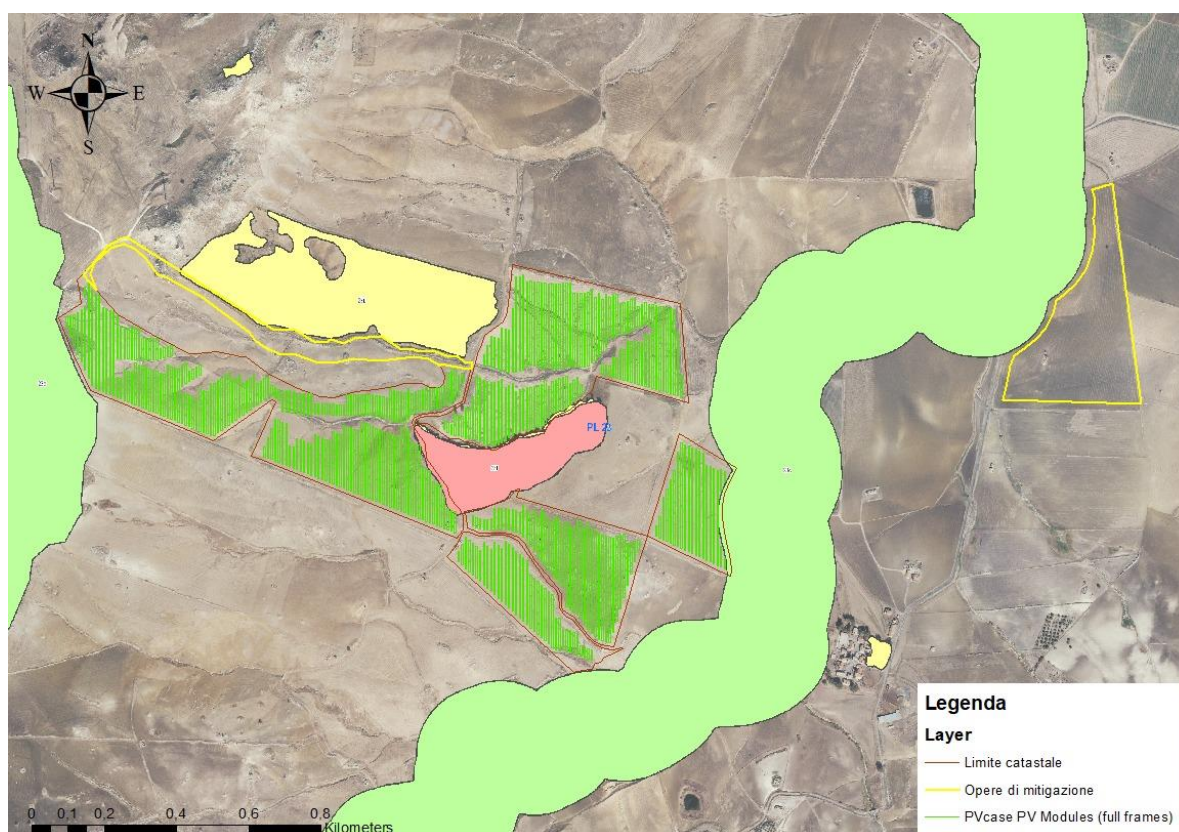 N
W E
S
PL 23
Legenda
Layer
Limite catastale
Opere di mitigazione
PVcase PV Modules (full frames)
0 0,1 0,2 0,4 0,6 0,8
Kilometers